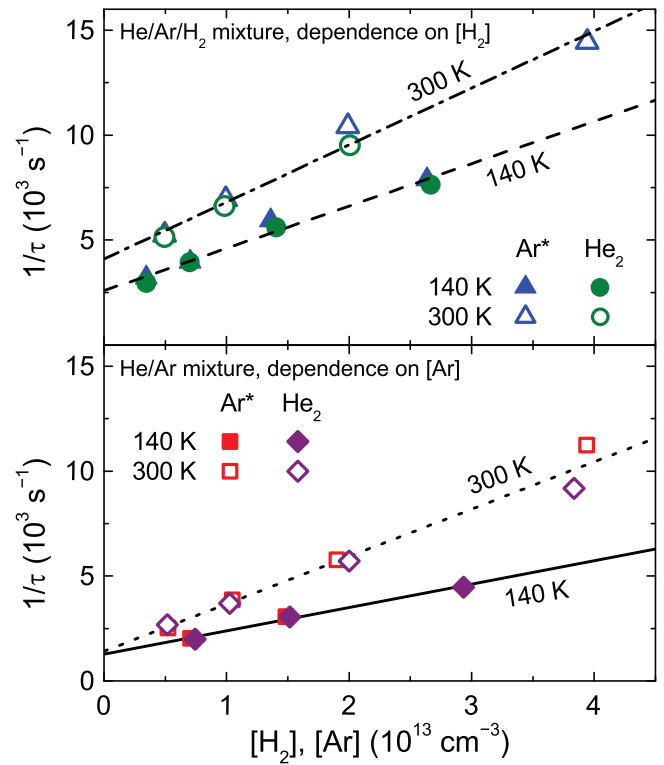 He/Ar/H₂ mixture, dependence on [H₂]
15
10
5
1/τ (10³ s⁻¹)
300 K
140 K
Ar* He₂
140 K
300 K
He/Ar mixture, dependence on [Ar]
Ar* He₂
140 K
300 K
15
10
5
0
1/τ (10³ s⁻¹)
300 K
140 K
0 1 2 3 4
[H₂], [Ar] (10¹³ cm⁻³)